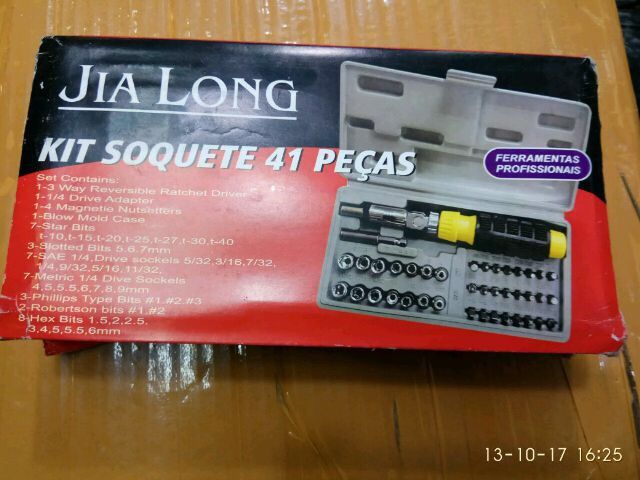 JIA LONG
KIT SOQUETE 41 PEÇAS
FERRAMENTAS
PROFISSIONAIS
Set Contains:
1-3 Way Reversible Ratchet Driver
1-1/4 Drive Adapter
1-4 Magnetie Nutsetters
1-Blow Mold Case
7-Star Bits
t-10,t-15,t-20,t-25,t-27,t-30,t-40
3-Slotted Bits 5.6.7mm
7-SAE 1/4, Drive sockets 5/32,3/16,7/32,
1/4,9/32,5/16,11/32,
7-Metric 1/4 Dive Sockets
4,5,5.5,6,7,8,9mm
3-Phillips Type Bits #1.#2.#3
2-Robertson bits #1.#2
8-Hex Bits 1.5,2,2.5.
3,4,5,5.5,6mm
13-10-17 16:25